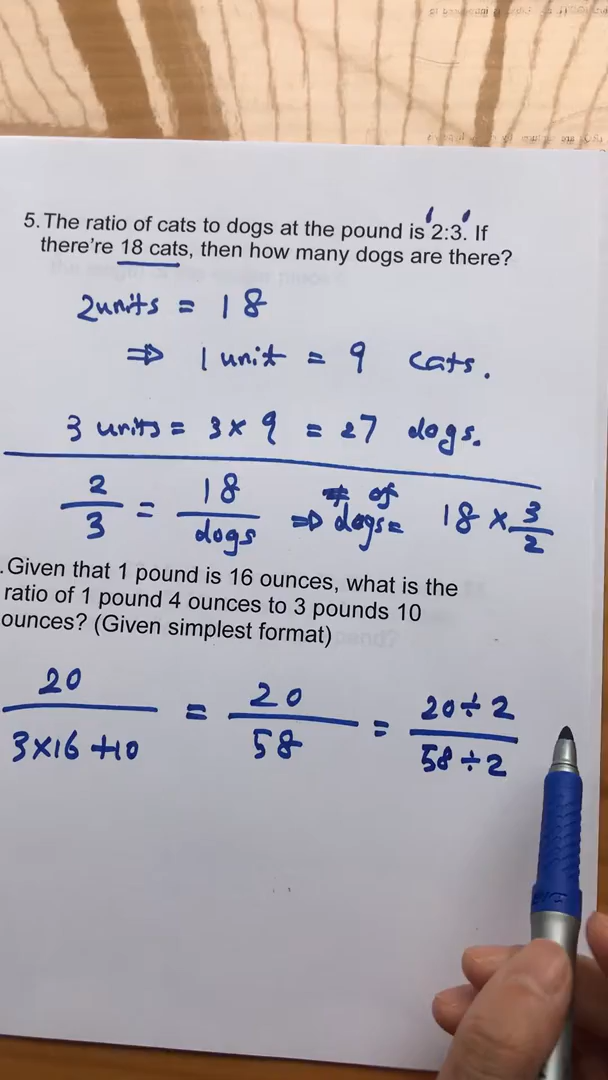 5. The ratio of cats to dogs at the pound is 2:3. If
there're 18 cats, then how many dogs are there?
2 units = 18
⇒ 1 unit = 9 cats.
3 units = 3 × 9 = 27 dogs.
2/3 = 18/dogs ⇒ # of dogs = 18 × 3/2
. Given that 1 pound is 16 ounces, what is the
ratio of 1 pound 4 ounces to 3 pounds 10
ounces? (Given simplest format)
20/(3×16+10) = 20/58 = (20÷2)/(58÷2)